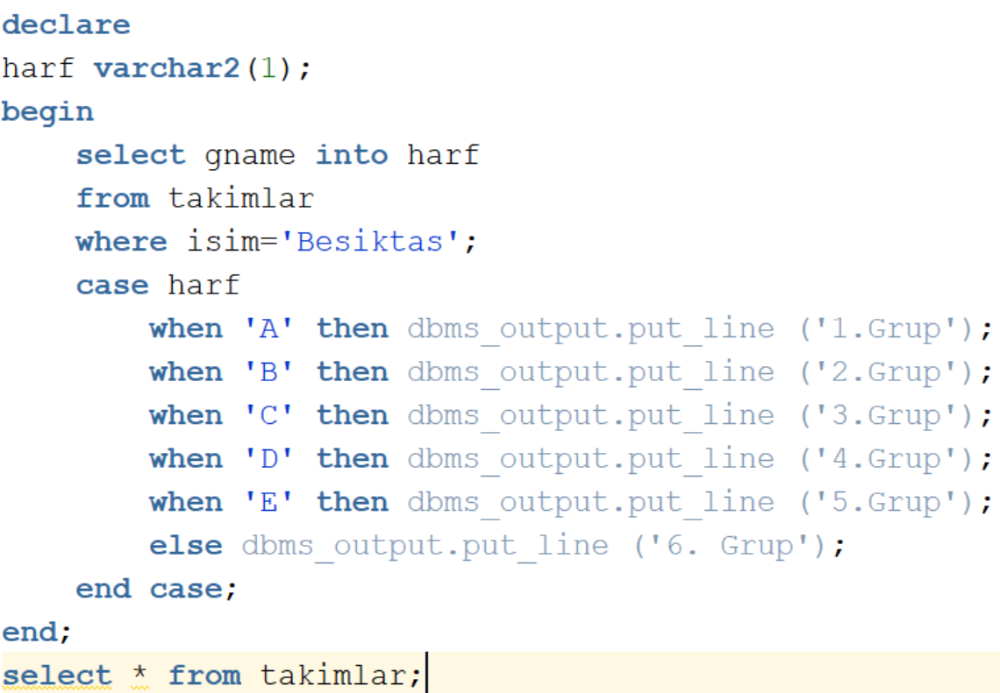 declare
harf varchar2(1);
begin
select gname into harf
from takimlar
where isim='Besiktas';
case harf
when 'A' then dbms_output.put_line ('1.Grup');
when 'B' then dbms_output.put_line ('2.Grup');
when 'C' then dbms_output.put_line ('3.Grup');
when 'D' then dbms_output.put_line ('4.Grup');
when 'E' then dbms_output.put_line ('5.Grup');
else dbms_output.put_line ('6. Grup');
end case;
end;
select * from takimlar;